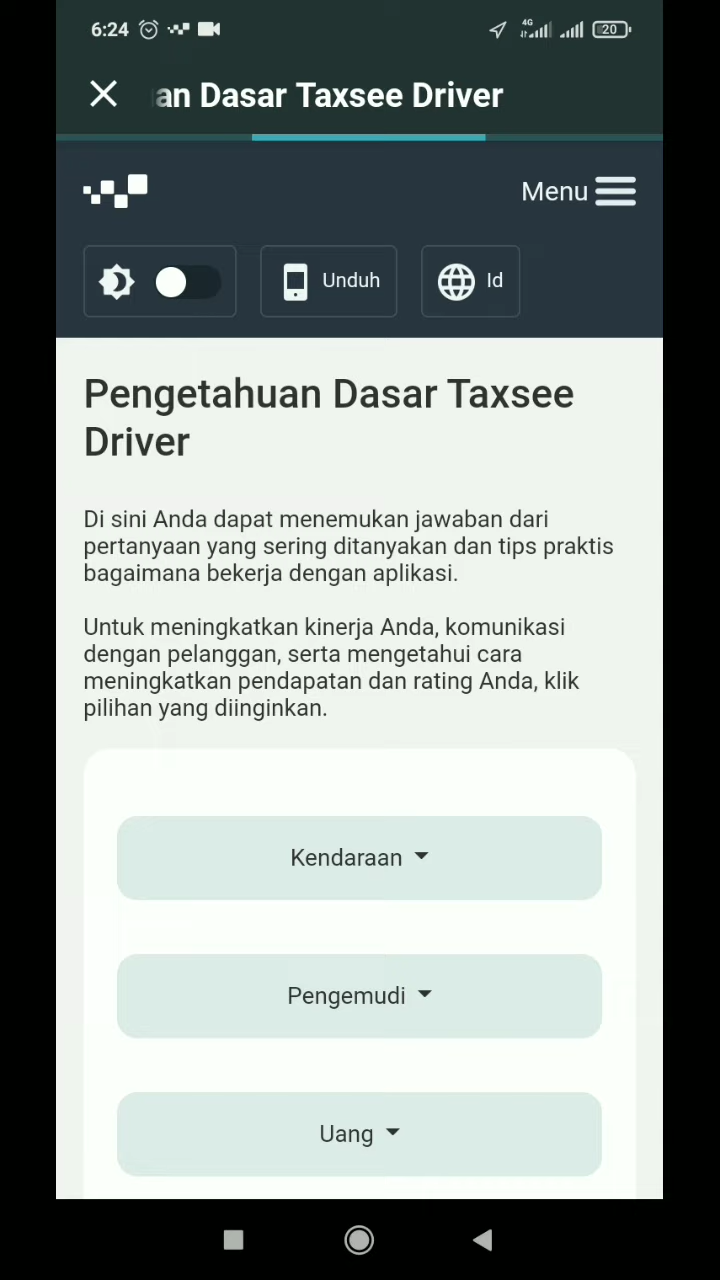 6:24
4G
20
an Dasar Taxsee Driver
Menu
Unduh
Id
Pengetahuan Dasar Taxsee
Driver
Di sini Anda dapat menemukan jawaban dari
pertanyaan yang sering ditanyakan dan tips praktis
bagaimana bekerja dengan aplikasi.
Untuk meningkatkan kinerja Anda, komunikasi
dengan pelanggan, serta mengetahui cara
meningkatkan pendapatan dan rating Anda, klik
pilihan yang diinginkan.
Kendaraan
Pengemudi
Uang